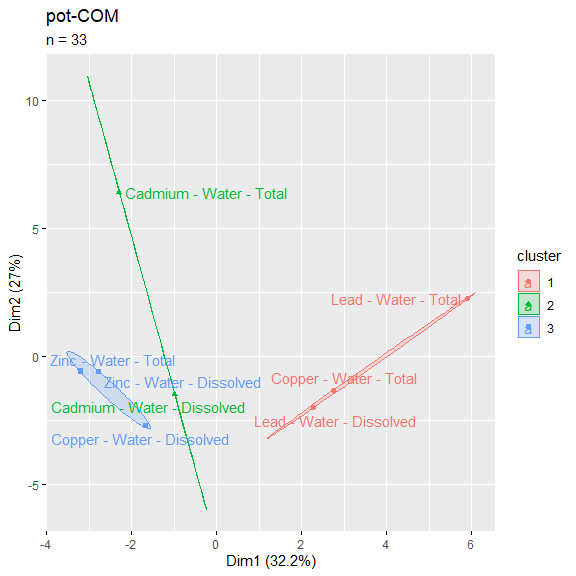 pot-COM
n = 33
10
5
0
-5
Dim2 (27%)
Cadmium - Water - Total
Lead - Water - Total
Zinc - Water - Total
Zinc - Water - Dissolved
Copper - Water - Total
Cadmium - Water - Dissolved
Lead - Water - Dissolved
Copper - Water - Dissolved
-4
-2
0
2
4
6
Dim1 (32.2%)
cluster
a 1
a 2
a 3